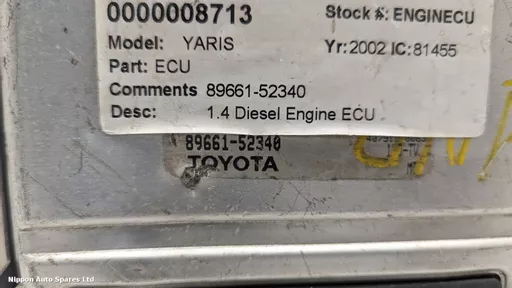 0000008713 Stock #: ENGINECU
Model: YARIS Yr: 2002 IC: 81455
Part: ECU
Comments 89661-52340
Desc: 1.4 Diesel Engine ECU
89661-52340
TOYOTA
MT
Nippon Auto Spares Ltd